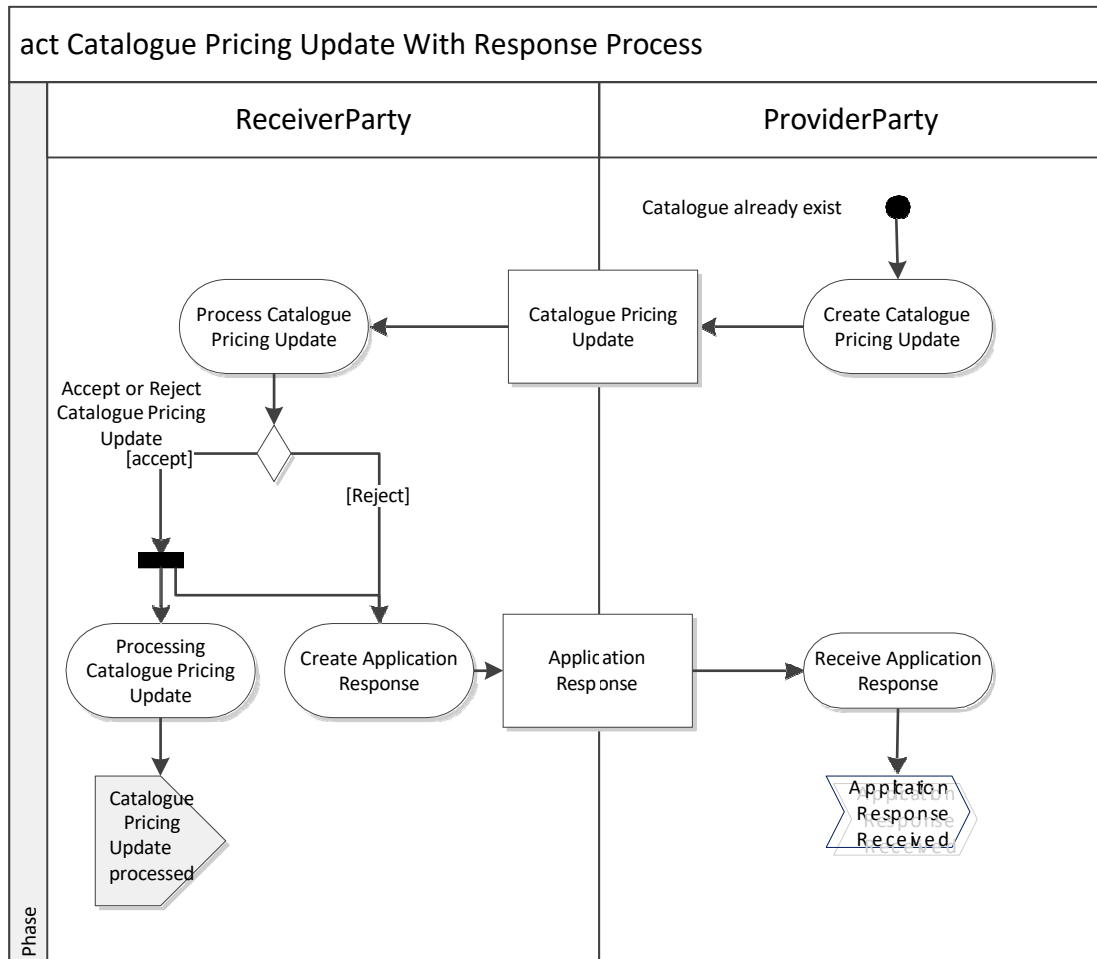 act Catalogue Pricing Update With Response Process
ReceiverParty
ProviderParty
Catalogue already exist
Process Catalogue
Pricing Update
Catalogue Pricing
Update
Create Catalogue
Pricing Update
Accept or Reject
Catalogue Pricing
Update
[accept]
[Reject]
Processing
Catalogue Pricing
Update
Create Application
Response
Application
Response
Receive Application
Response
Catalogue
Pricing
Update
processed
Application
Response
Received
Phase